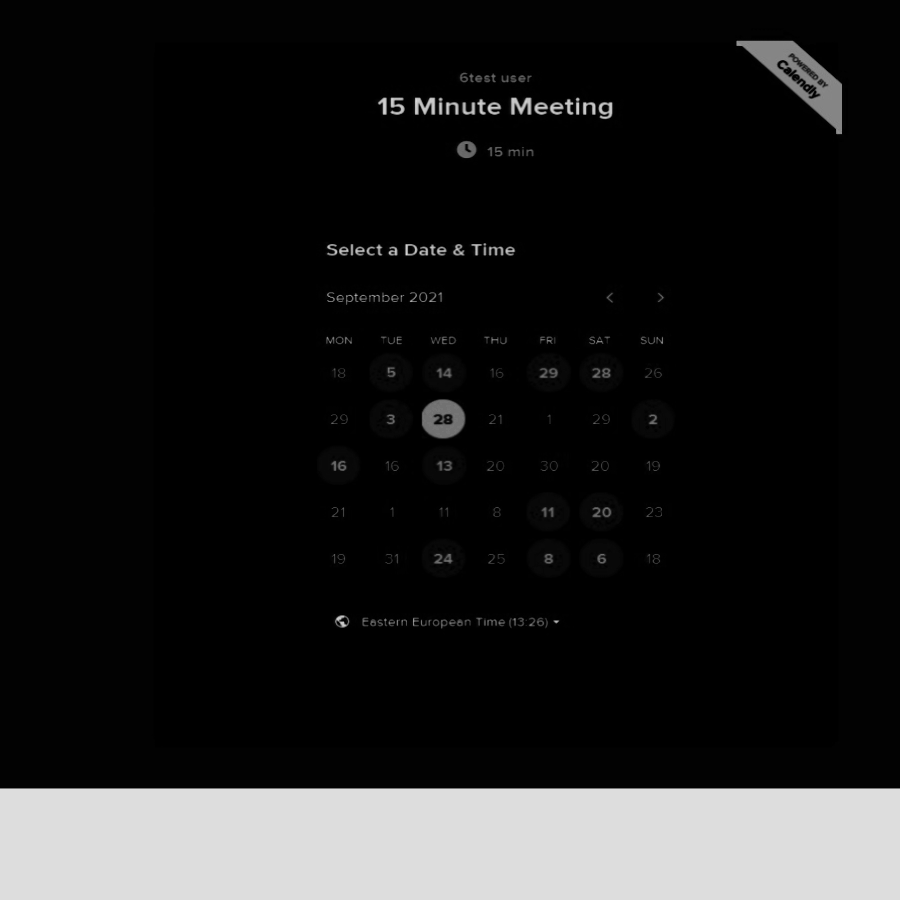 POWERED BY
Calendly
6test user
15 Minute Meeting
15 min
Select a Date & Time
September 2021
MON TUE WED THU FRI SAT SUN
18 5 14 16 29 28 26
29 3 28 21 1 29 2
16 16 13 20 30 20 19
21 1 11 8 11 20 23
19 31 24 25 8 6 18
Eastern European Time (13:26)